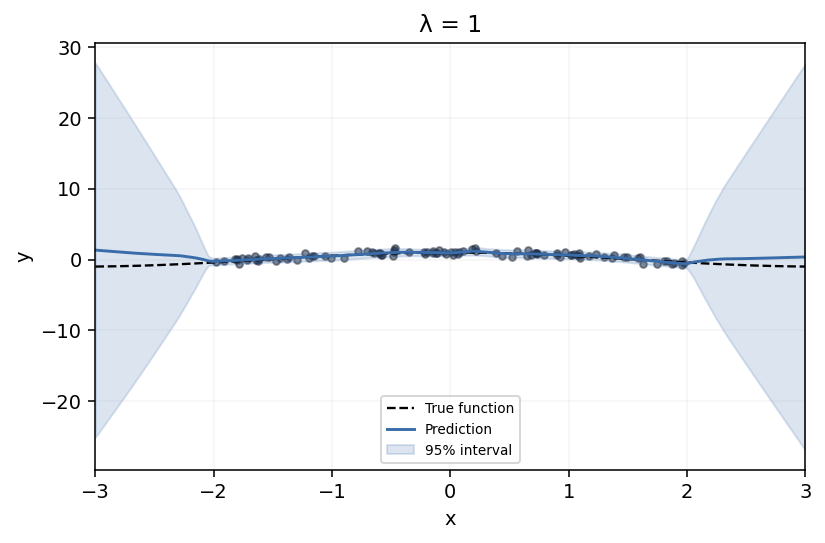 λ = 1
30
20
10
0
−10
−20
y
−3
−2
−1
0
1
2
3
x
True function
Prediction
95% interval